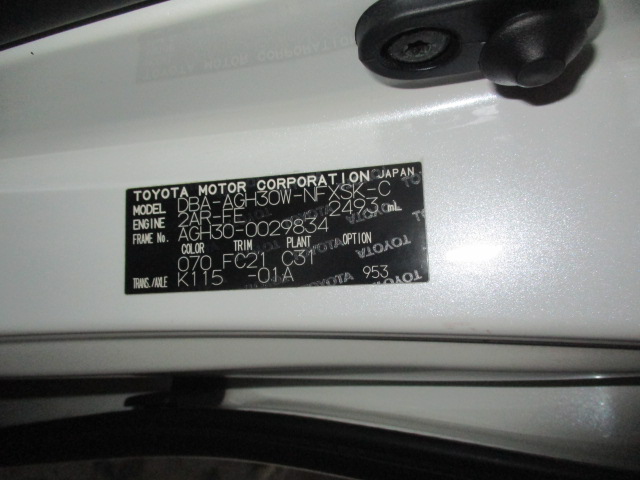 TOYOTA MOTOR CORPORATION JAPAN
MODEL DBA-AGH30W-NFXSK-C
ENGINE 2AR-FE 2493 mL
FRAME No. AGH30-0029834
COLOR TRIM PLANT OPTION
070 FC21 C31
TRANS./AXLE K115 -01A 953